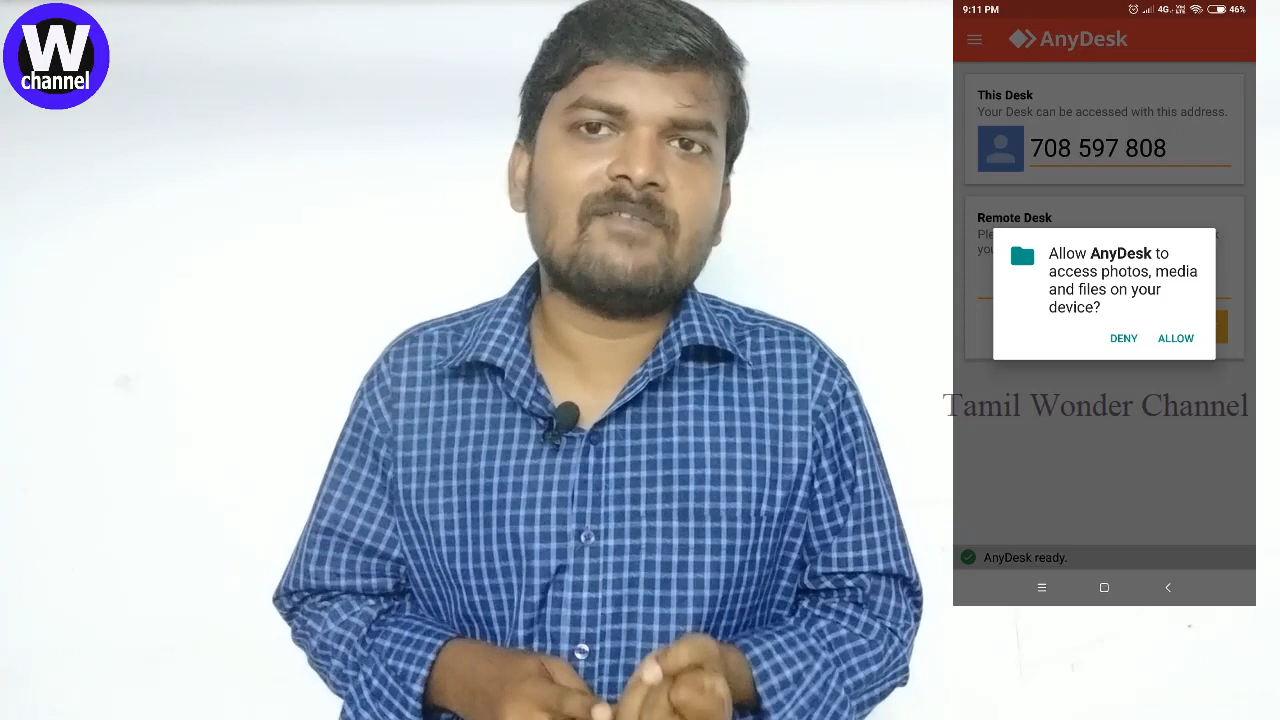 W
channel
9:11 PM
4G
46%
AnyDesk
This Desk
Your Desk can be accessed with this address.
708 597 808
Remote Desk
Allow AnyDesk to
access photos, media
and files on your
device?
DENY ALLOW
Tamil Wonder Channel
AnyDesk ready.